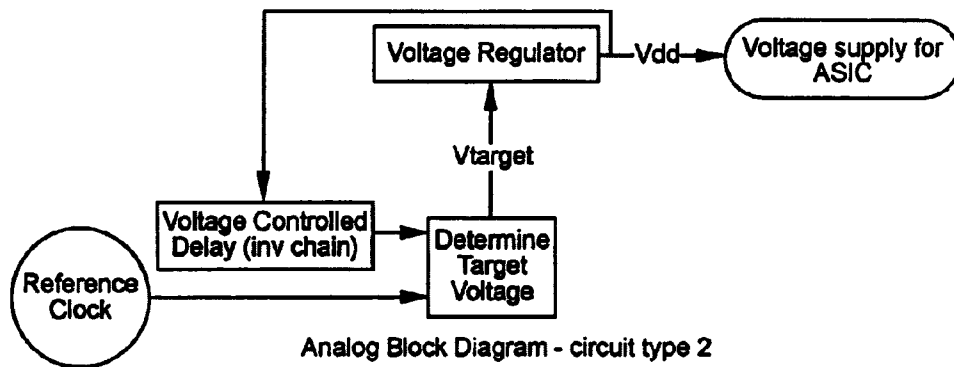 Voltage Regulator
Vdd
Voltage supply for
ASIC
Vtarget
Voltage Controlled
Delay (inv chain)
Determine
Target
Voltage
Reference
Clock
Analog Block Diagram - circuit type 2